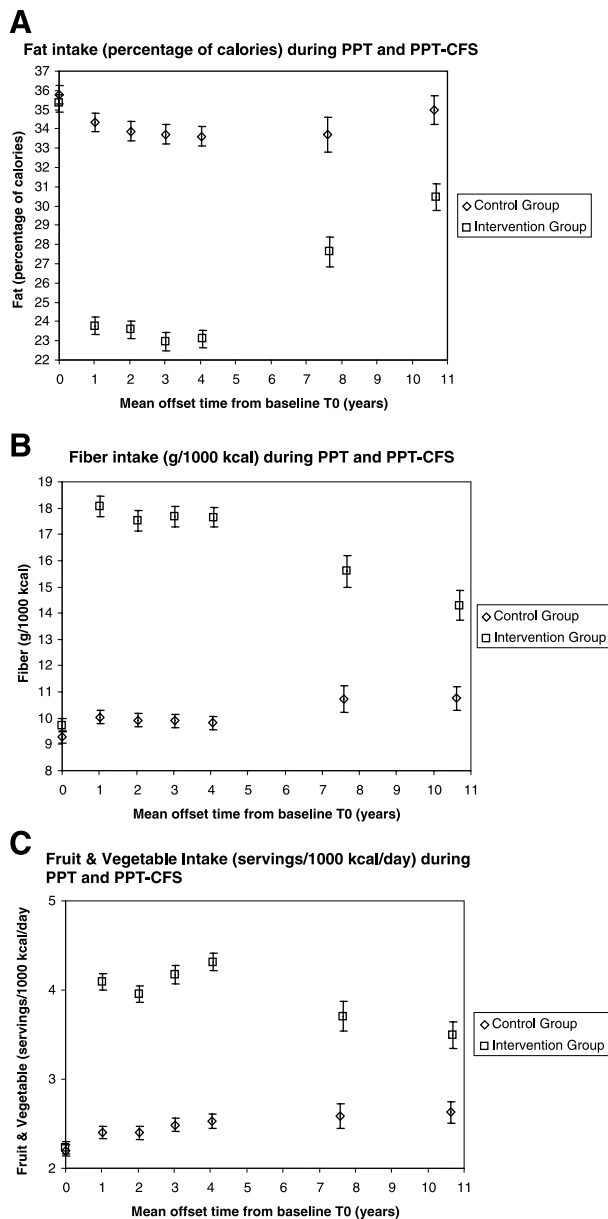 A
Fat intake (percentage of calories) during PPT and PPT-CFS
37
36
35
34
33
32
31
30
29
28
27
26
25
24
23
22
Fat (percentage of calories)
0 1 2 3 4 5 6 7 8 9 10 11
Mean offset time from baseline T0 (years)
Control Group
Intervention Group
B
Fiber intake (g/1000 kcal) during PPT and PPT-CFS
19
18
17
16
15
14
13
12
11
10
9
8
Fiber (g/1000 kcal)
0 1 2 3 4 5 6 7 8 9 10 11
Mean offset time from baseline T0 (years)
Control Group
Intervention Group
C
Fruit & Vegetable Intake (servings/1000 kcal/day) during
PPT and PPT-CFS
5
4
3
2
Fruit & Vegetable (servings/1000 kcal/day
0 1 2 3 4 5 6 7 8 9 10 11
Mean offset time from baseline T0 (years)
Control Group
Intervention Group